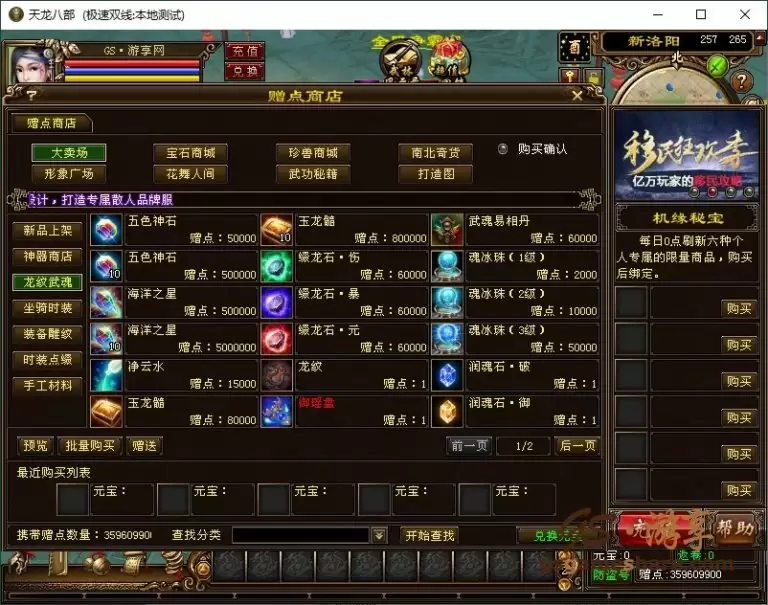 天龙八部 (极速双线:本地测试)
GS·游享网
充值
兑换
新洛阳 257 265
北
赠点商店
赠点商店
大卖场 宝石商城 珍兽商城 南北奇货 购买确认
形象广场 花舞人间 武功秘籍 打造图
设计，打造专属散人品牌服
新品上架
神器商店
龙纹武魂
坐骑时装
装备雕纹
时装点缀
手工材料
五色神石 赠点：50000
玉龙髓 10 赠点：800000
武魂易相丹 赠点：60000
五色神石 10 赠点：500000
缀龙石·伤 赠点：60000
魂冰珠(1级) 赠点：2000
海洋之星 赠点：500000
缀龙石·暴 赠点：60000
魂冰珠(2级) 赠点：10000
海洋之星 10 赠点：5000000
缀龙石·元 赠点：60000
魂冰珠(3级) 赠点：50000
净云水 赠点：15000
龙纹 赠点：1
润魂石·破 赠点：1
玉龙髓 赠点：80000
御瑶盘 赠点：1
润魂石·御 赠点：1
预览 批量购买 赠送 前一页 1/2 后一页
最近购买列表
元宝： 元宝： 元宝： 元宝： 元宝：
携带赠点数量：359609900 查找分类 开始查找
移民狂欢季
亿万玩家的移民攻略
机缘秘宝
每日0点刷新六种个
人专属的限量商品，购买
后绑定。
购买
购买
购买
购买
购买
购买
帮助
元宝:0
防盗号 赠点:359609900